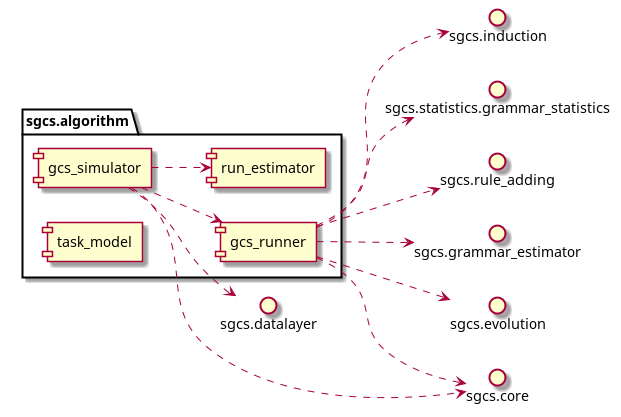 sgcs.induction
sgcs.statistics.grammar_statistics
sgcs.algorithm
gcs_simulator
run_estimator
sgcs.rule_adding
task_model
gcs_runner
sgcs.grammar_estimator
sgcs.datalayer
sgcs.evolution
sgcs.core